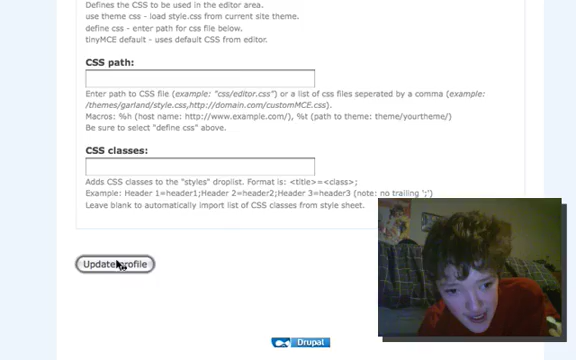 Defines the CSS to be used in the editor area.
use theme css - load style.css from current site theme.
define css - enter path for css file below.
tinyMCE default - uses default CSS from editor.
CSS path:
Enter path to CSS file (example: "css/editor.css") or a list of css files seperated by a comma (example:
/themes/garland/style.css,http://domain.com/customMCE.css).
Macros: %h (host name: http://www.example.com/), %t (path to theme: theme/yourtheme/)
Be sure to select "define css" above.
CSS classes:
Adds CSS classes to the "styles" droplist. Format is: <title>=<class>;
Example: Header 1=header1;Header 2=header2;Header 3=header3 (note: no trailing ';')
Leave blank to automatically import list of CSS classes from style sheet.
Update profile
Drupal